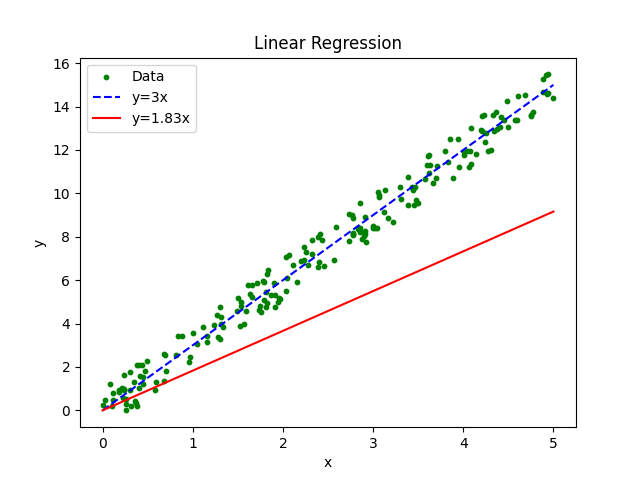 Linear Regression
Data
y=3x
y=1.83x
y
16
14
12
10
8
6
4
2
0
0 1 2 3 4 5
x